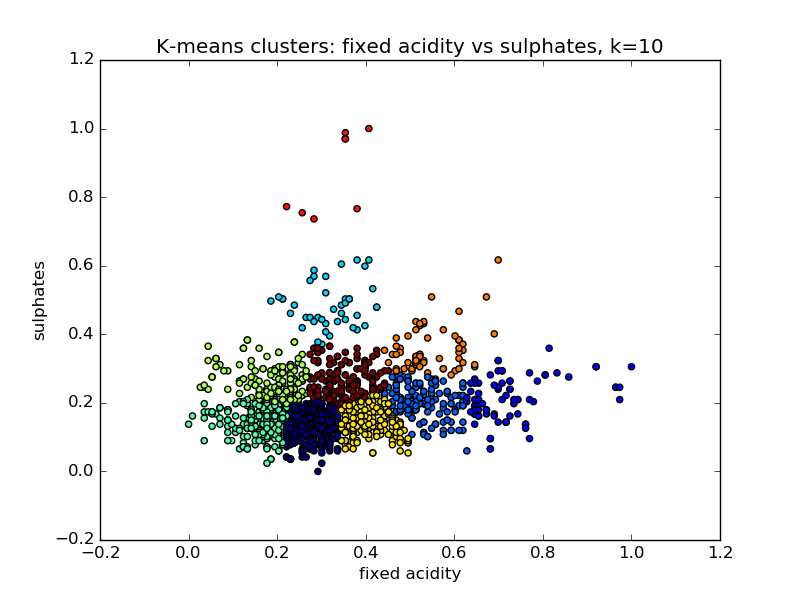 K-means clusters: fixed acidity vs sulphates, k=10
1.2
1.0
0.8
0.6
0.4
0.2
0.0
−0.2
sulphates
−0.2 0.0 0.2 0.4 0.6 0.8 1.0 1.2
fixed acidity